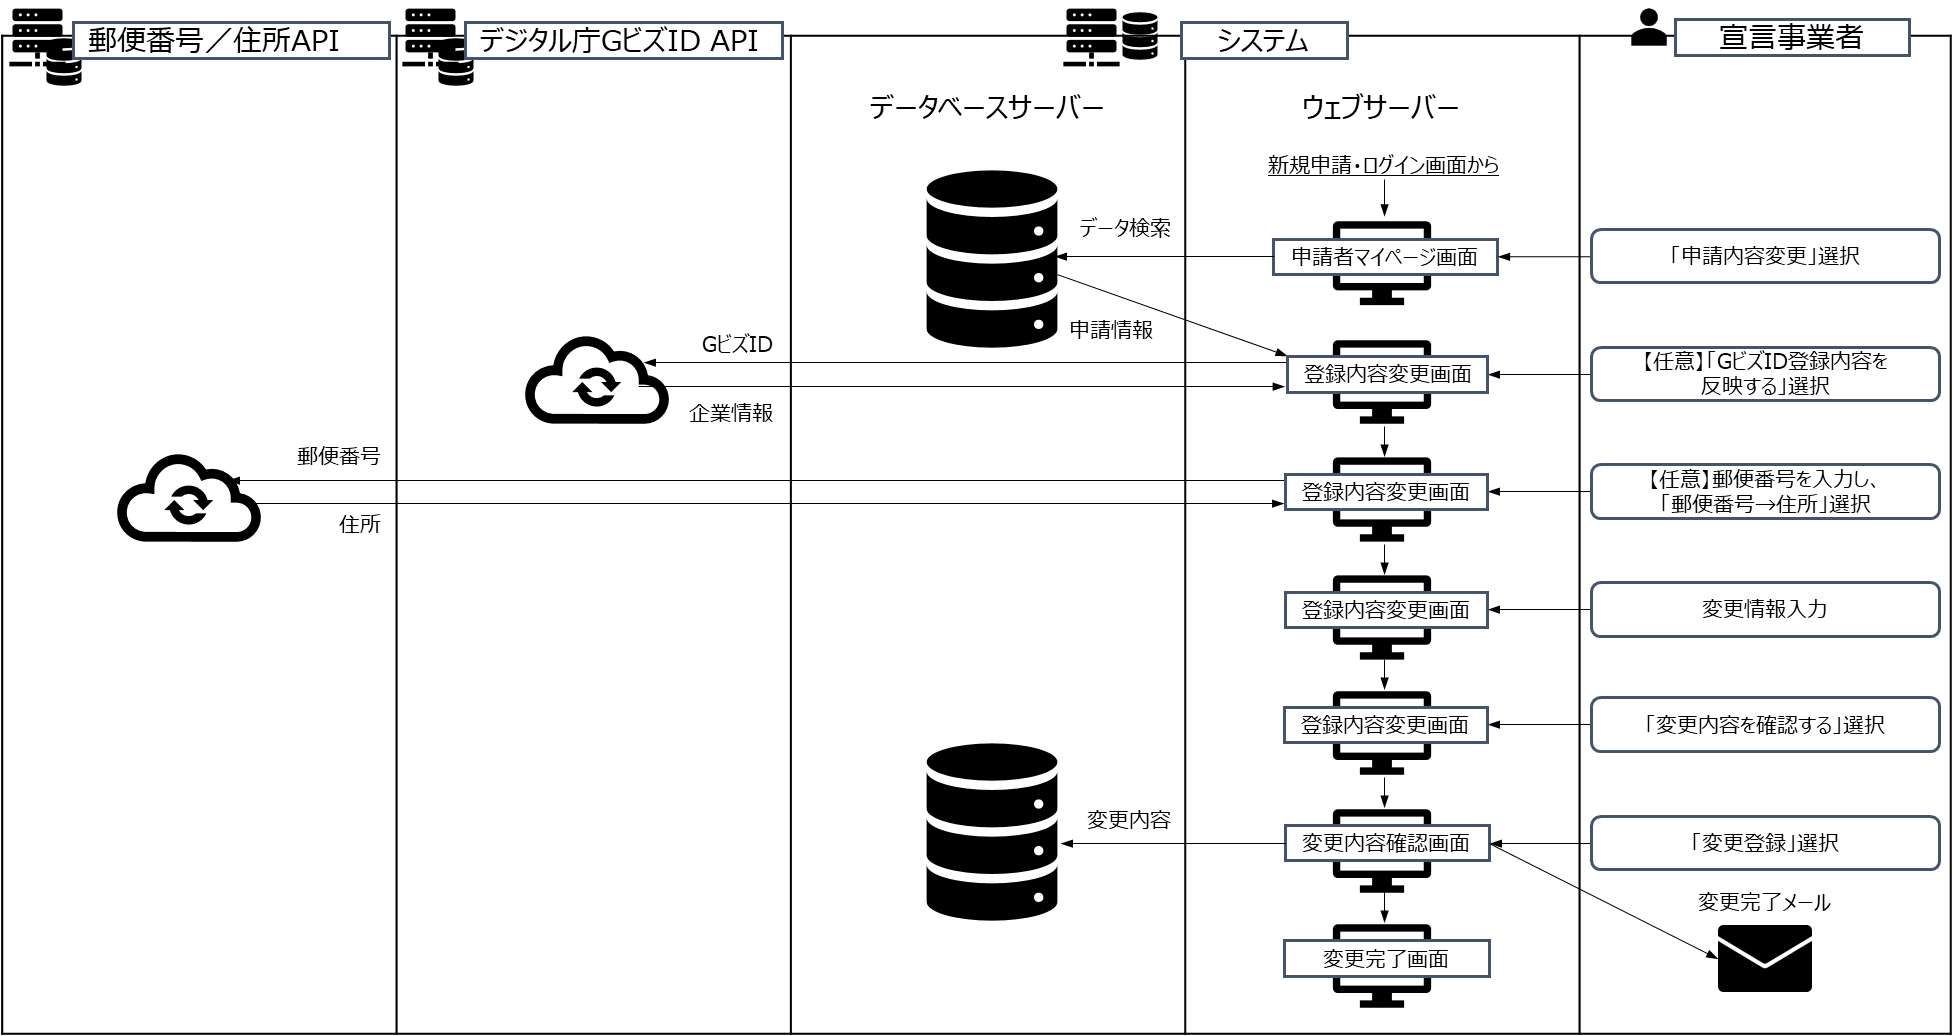 郵便番号／住所API
デジタル庁GビズID API
システム
宣言事業者
データベースサーバー
ウェブサーバー
新規申請・ログイン画面から
データ検索
申請者マイページ画面
「申請内容変更」選択
申請情報
GビズID
登録内容変更画面
【任意】「GビズID登録内容を
反映する」選択
企業情報
郵便番号
登録内容変更画面
【任意】郵便番号を入力し、
「郵便番号→住所」選択
住所
登録内容変更画面
変更情報入力
登録内容変更画面
「変更内容を確認する」選択
変更内容
変更内容確認画面
「変更登録」選択
変更完了メール
変更完了画面